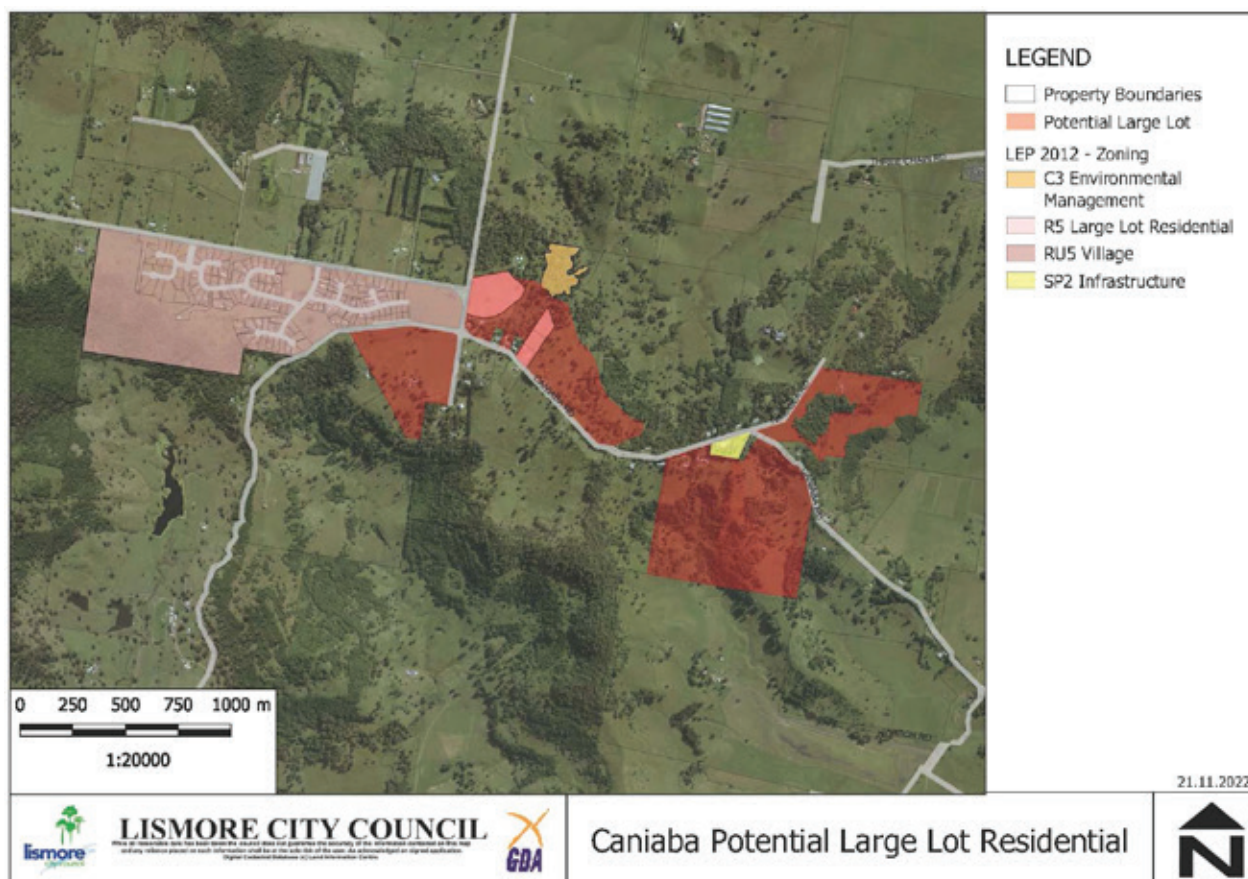 LEGEND
Property Boundaries
Potential Large Lot
LEP 2012 - Zoning
C3 Environmental
Management
R5 Large Lot Residential
RU5 Village
SP2 Infrastructure
0 250 500 750 1000 m
1:20000
21.11.2022
lismore
LISMORE CITY COUNCIL
GDA
Caniaba Potential Large Lot Residential
N